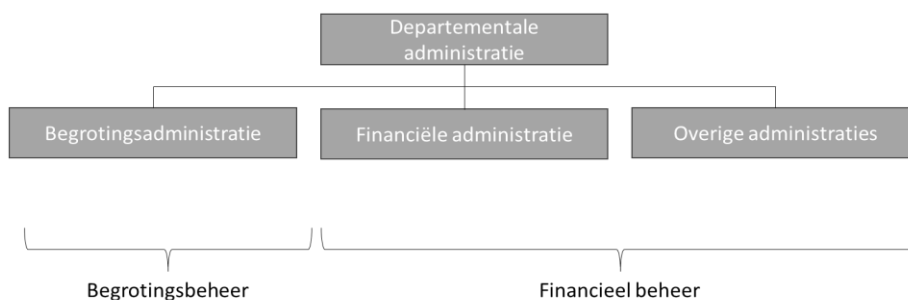 Departementale
administratie
Begrotingsadministratie
Financiële administratie
Overige administraties
Begrotingsbeheer
Financieel beheer